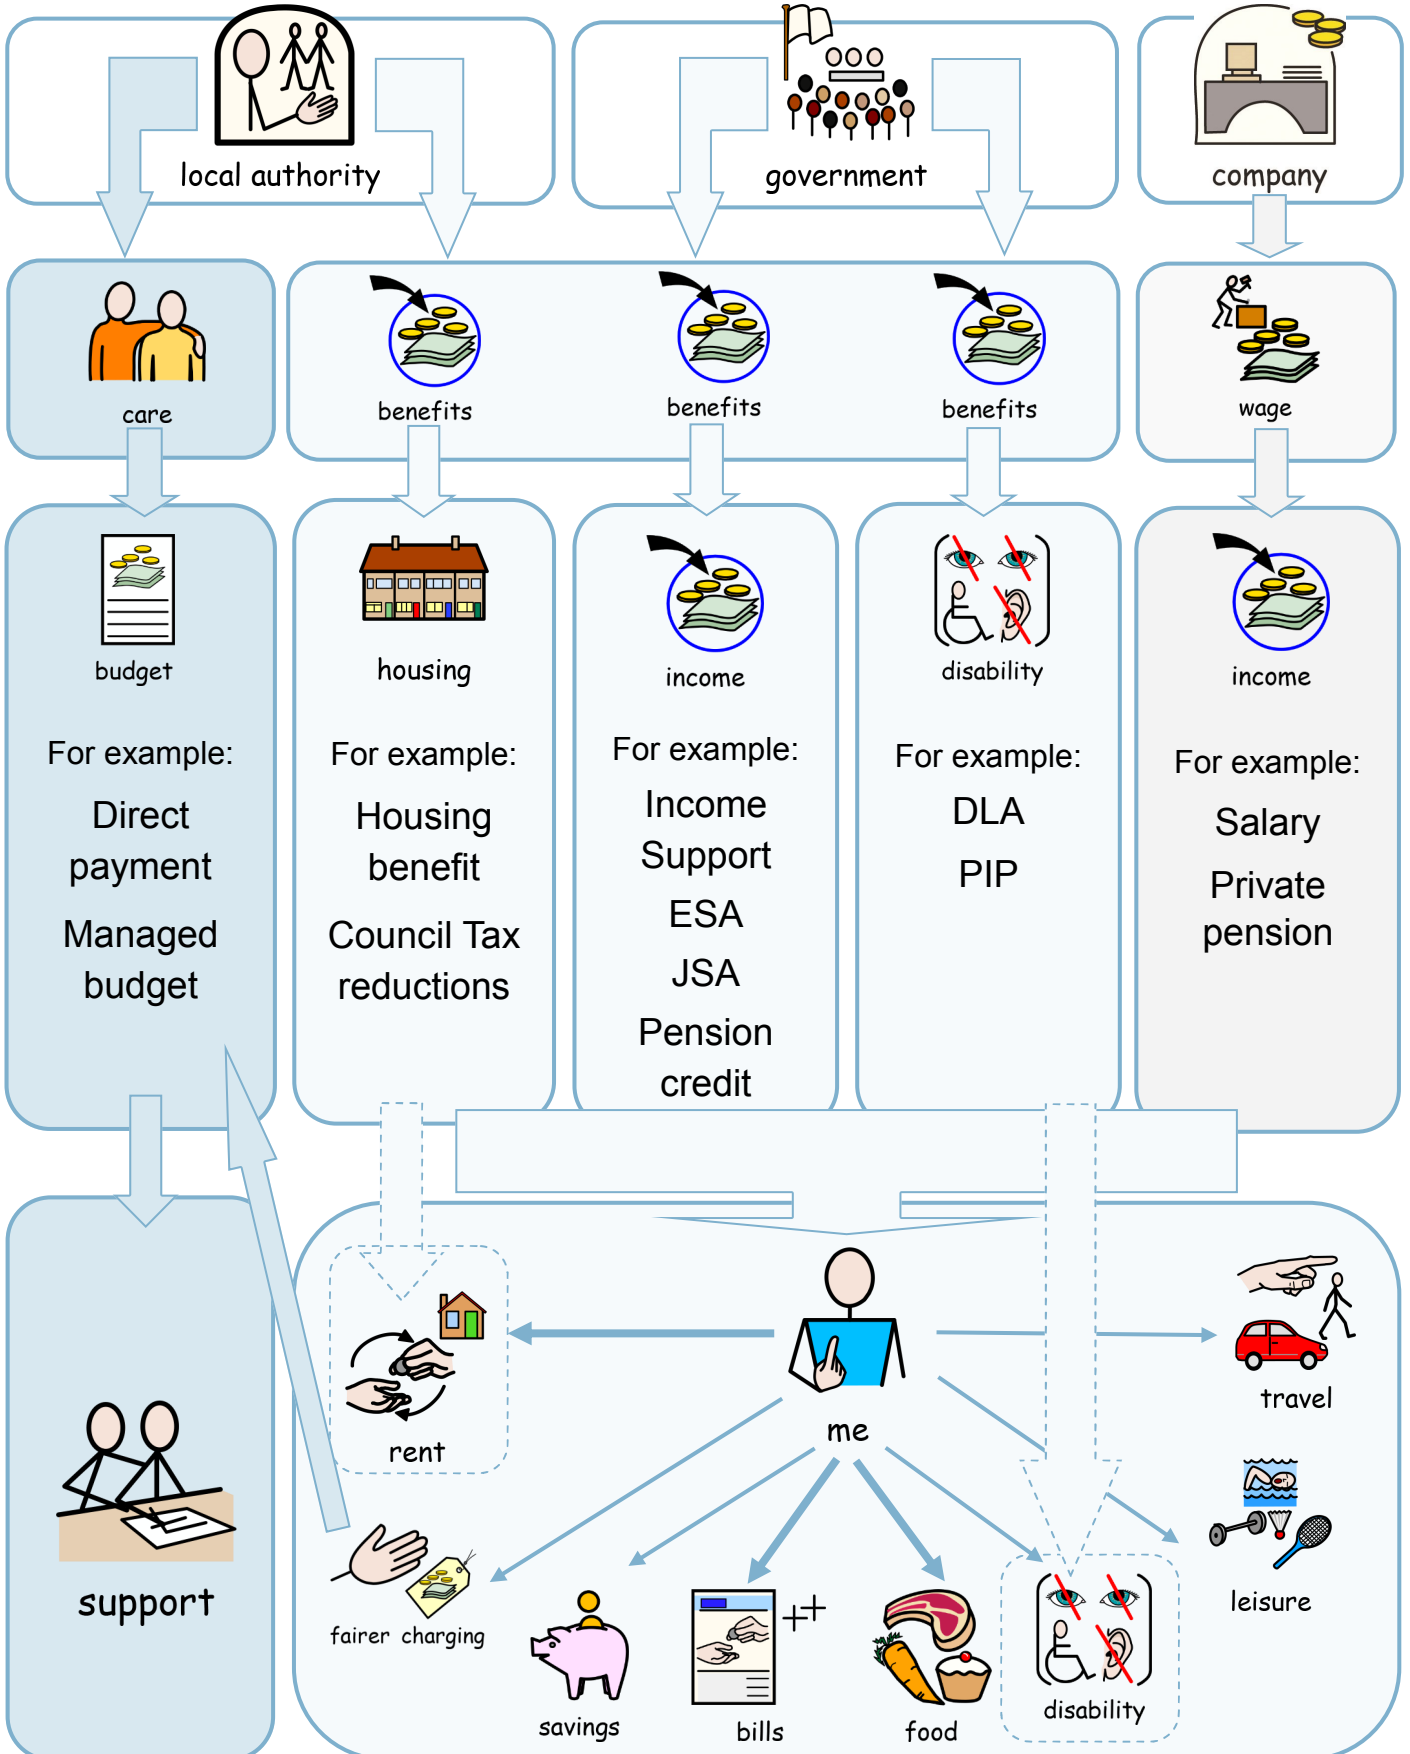 local authority
government
company
care
benefits
benefits
benefits
wage
budget
For example:
Direct
payment
Managed
budget
housing
For example:
Housing
benefit
Council Tax
reductions
income
For example:
Income
Support
ESA
JSA
Pension
credit
disability
For example:
DLA
PIP
income
For example:
Salary
Private
pension
support
me
rent
travel
leisure
fairer charging
savings
bills
food
disability